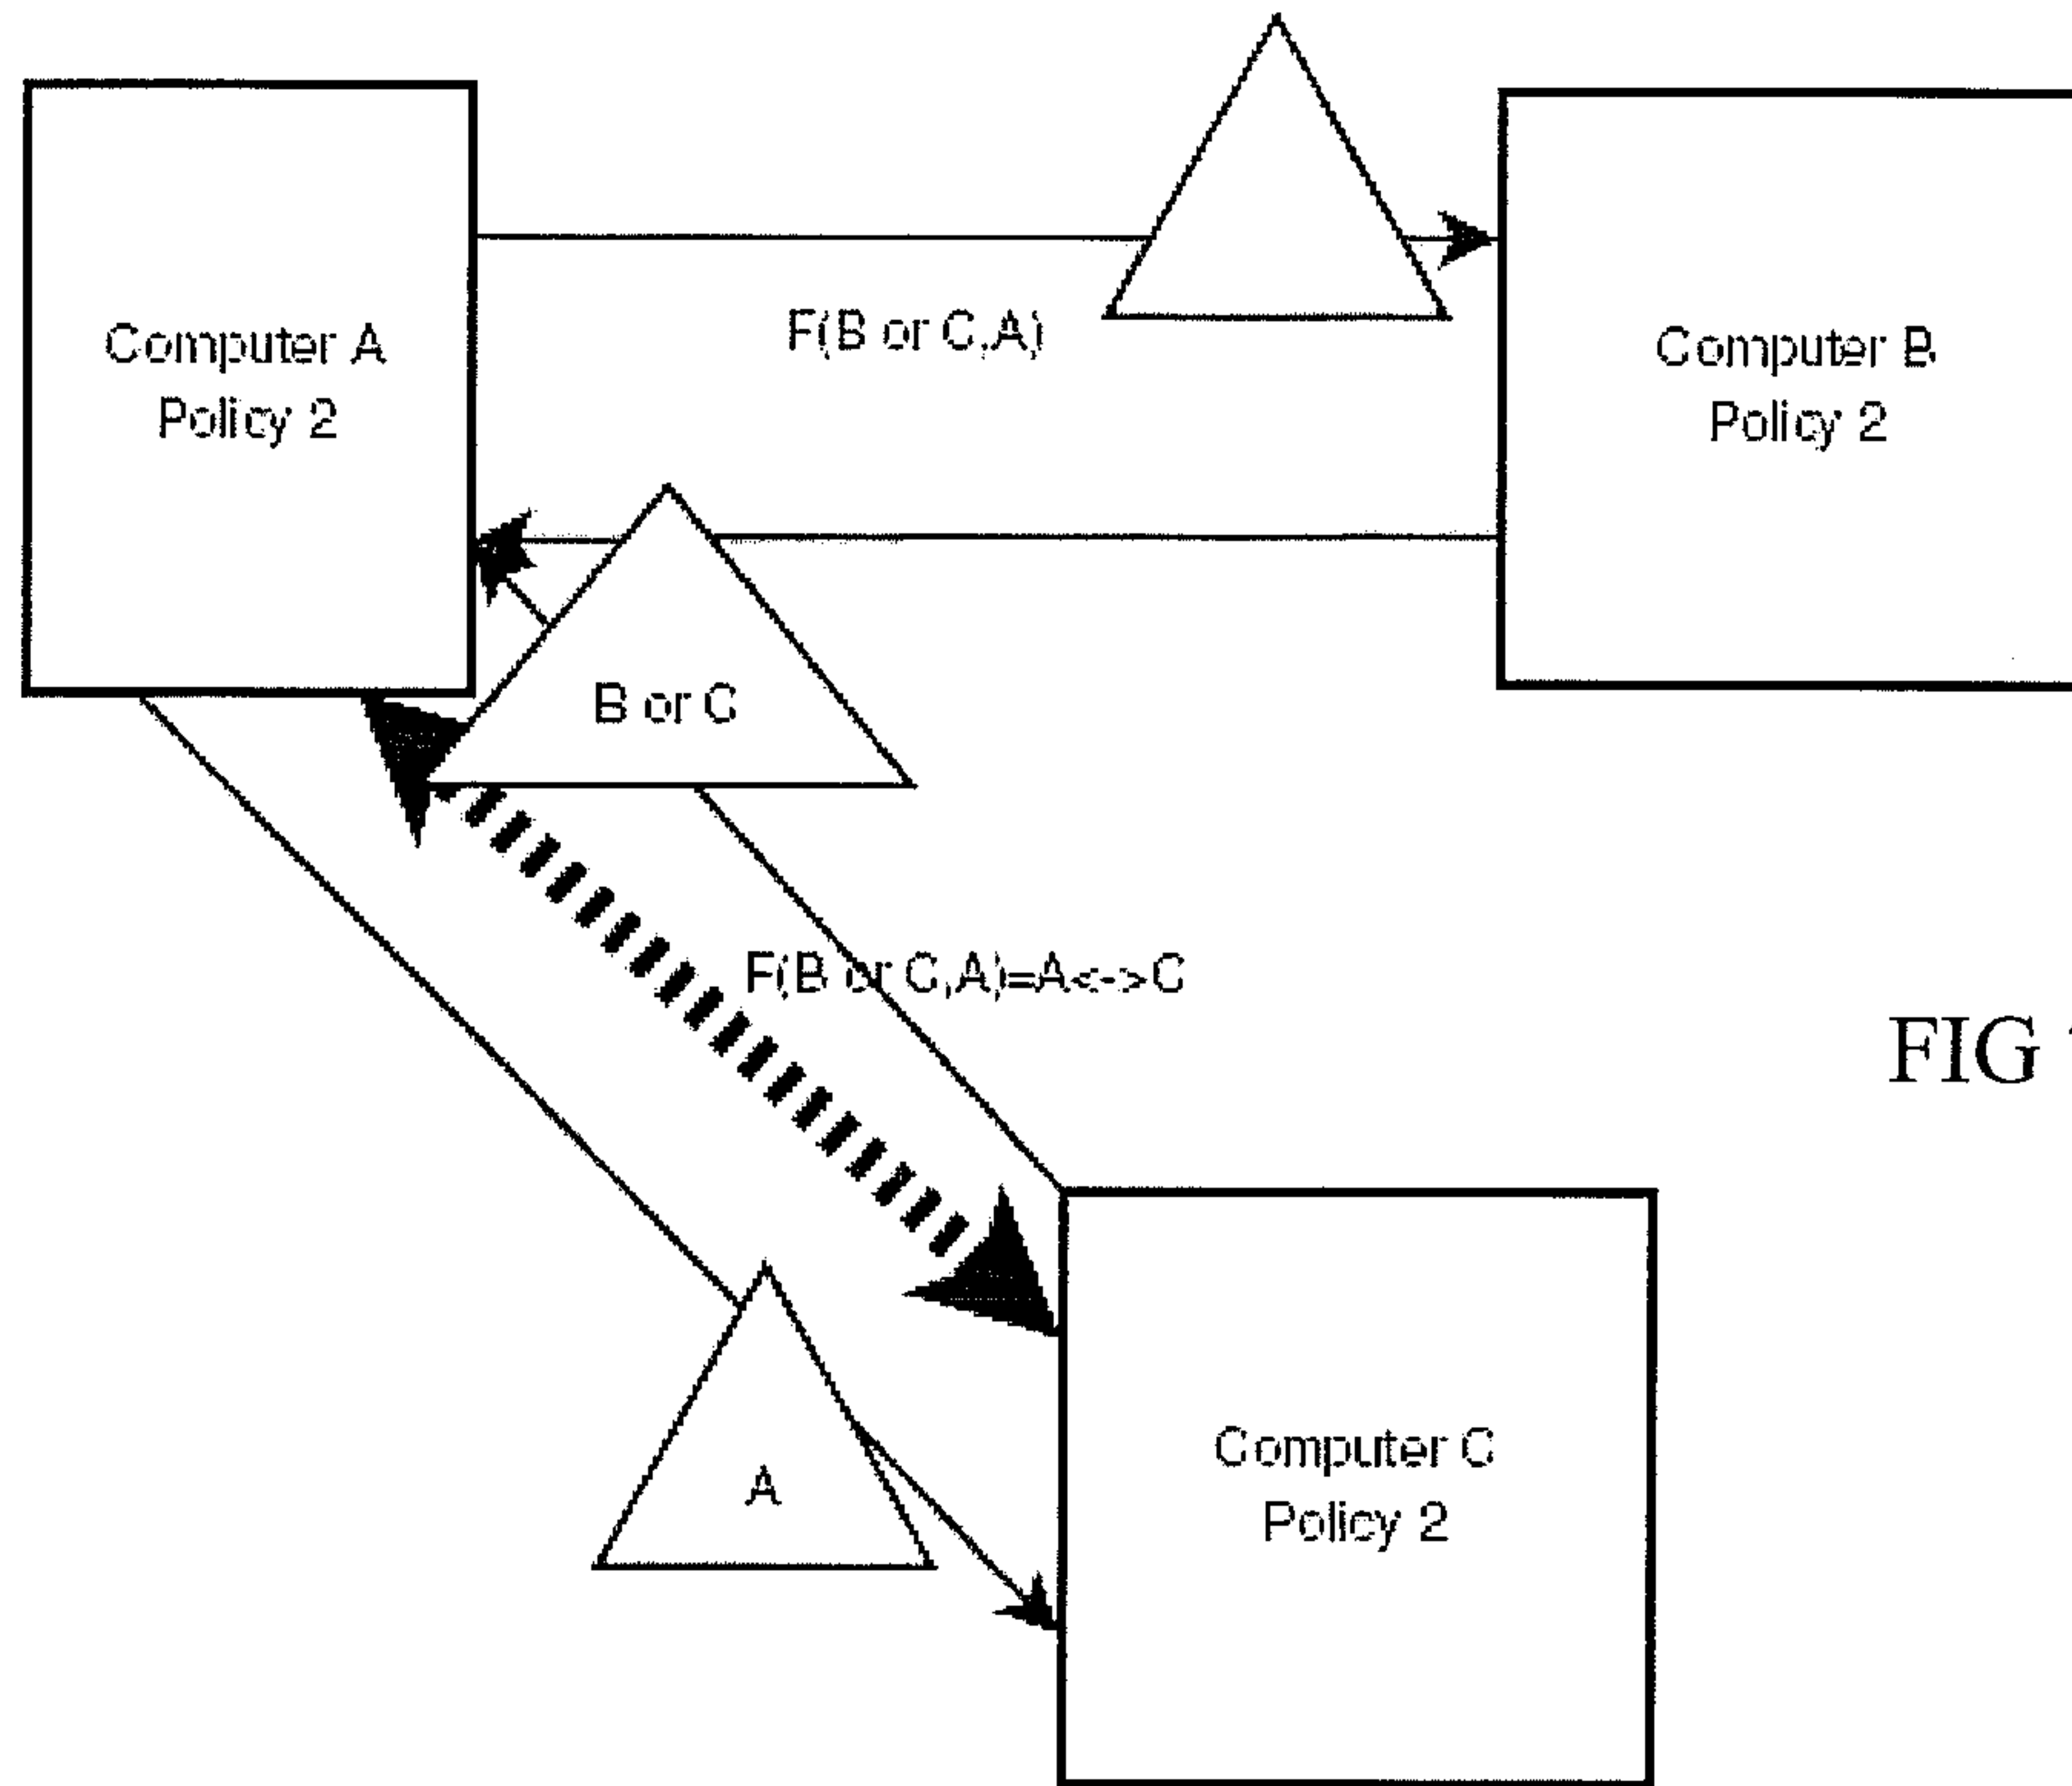 Computer A
Policy 2
F(B or C,A)
Computer B
Policy 2
B or C
F(B or C,A)=A<->C
FIG
A
Computer C
Policy 2